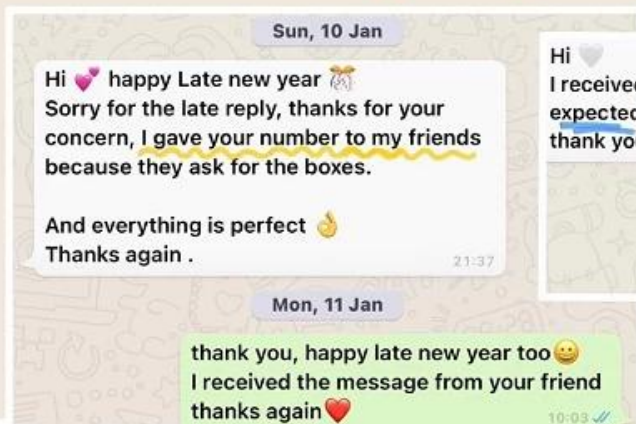 Sun, 10 Jan
Hi 💕 happy Late new year 🎊
Sorry for the late reply, thanks for your
concern, I gave your number to my friends
because they ask for the boxes.
And everything is perfect 👌
Thanks again .
21:37
Mon, 11 Jan
thank you, happy late new year too😀
I received the message from your friend
thanks again❤️
10:03
Hi 🤍
I received
expected
thank